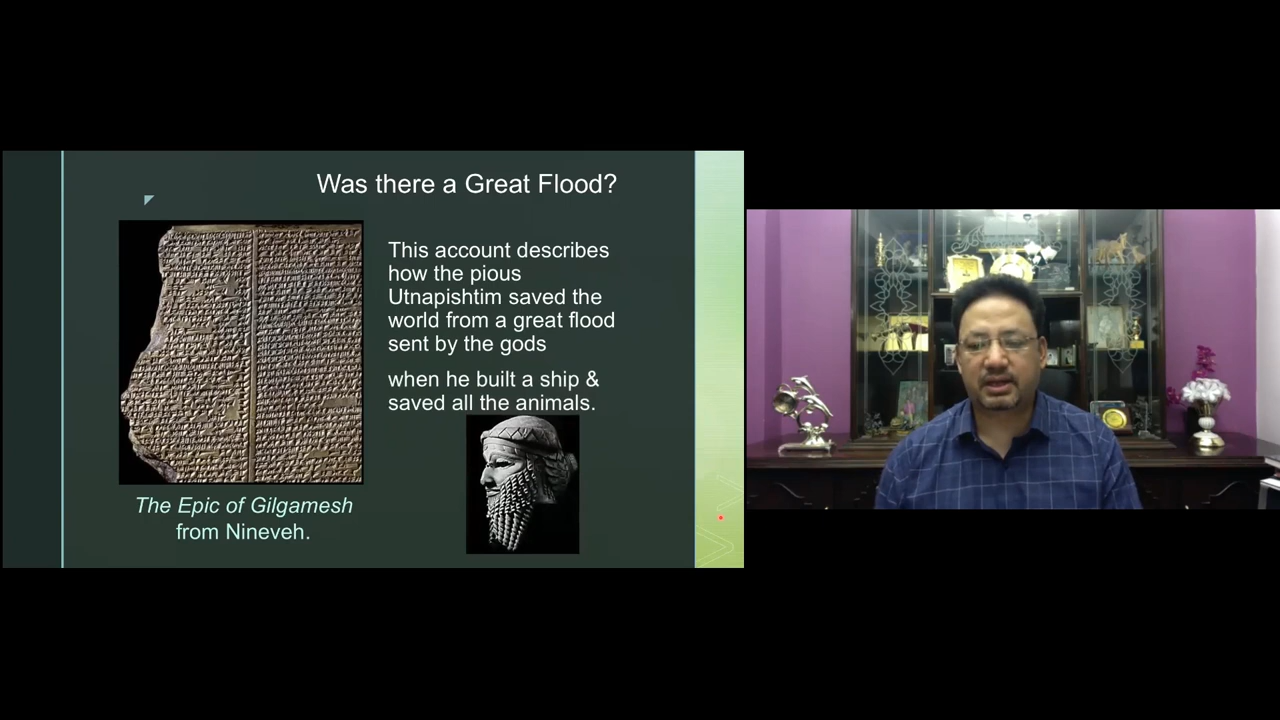 Was there a Great Flood?
This account describes
how the pious
Utnapishtim saved the
world from a great flood
sent by the gods
when he built a ship &
saved all the animals.
The Epic of Gilgamesh
from Nineveh.